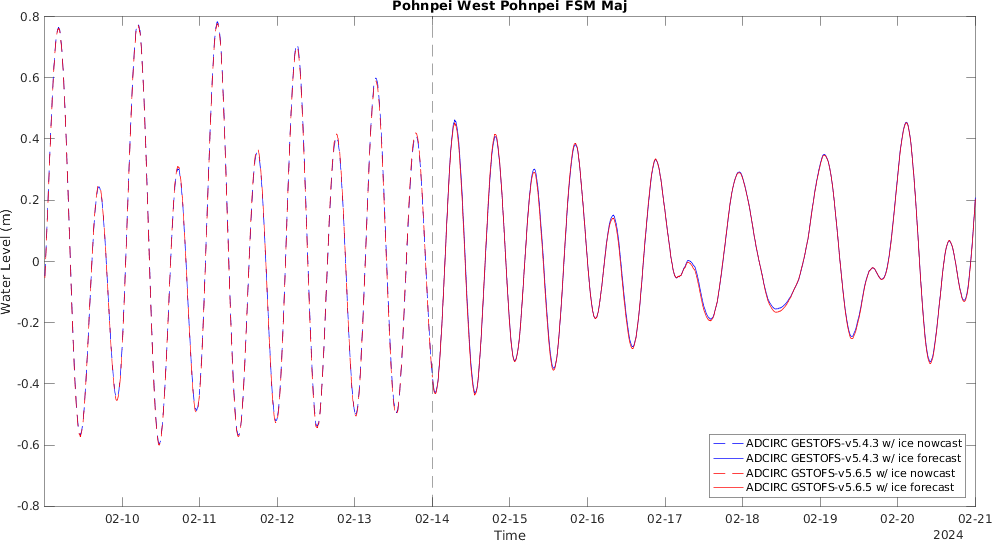 Pohnpei West Pohnpei FSM Maj
Water Level (m)
0.8
0.6
0.4
0.2
0
-0.2
-0.4
-0.6
-0.8
ADCIRC GESTOFS-v5.4.3 w/ ice nowcast
ADCIRC GESTOFS-v5.4.3 w/ ice forecast
ADCIRC GSTOFS-v5.6.5 w/ ice nowcast
ADCIRC GSTOFS-v5.6.5 w/ ice forecast
02-10 02-11 02-12 02-13 02-14 02-15 02-16 02-17 02-18 02-19 02-20 02-21
Time
2024